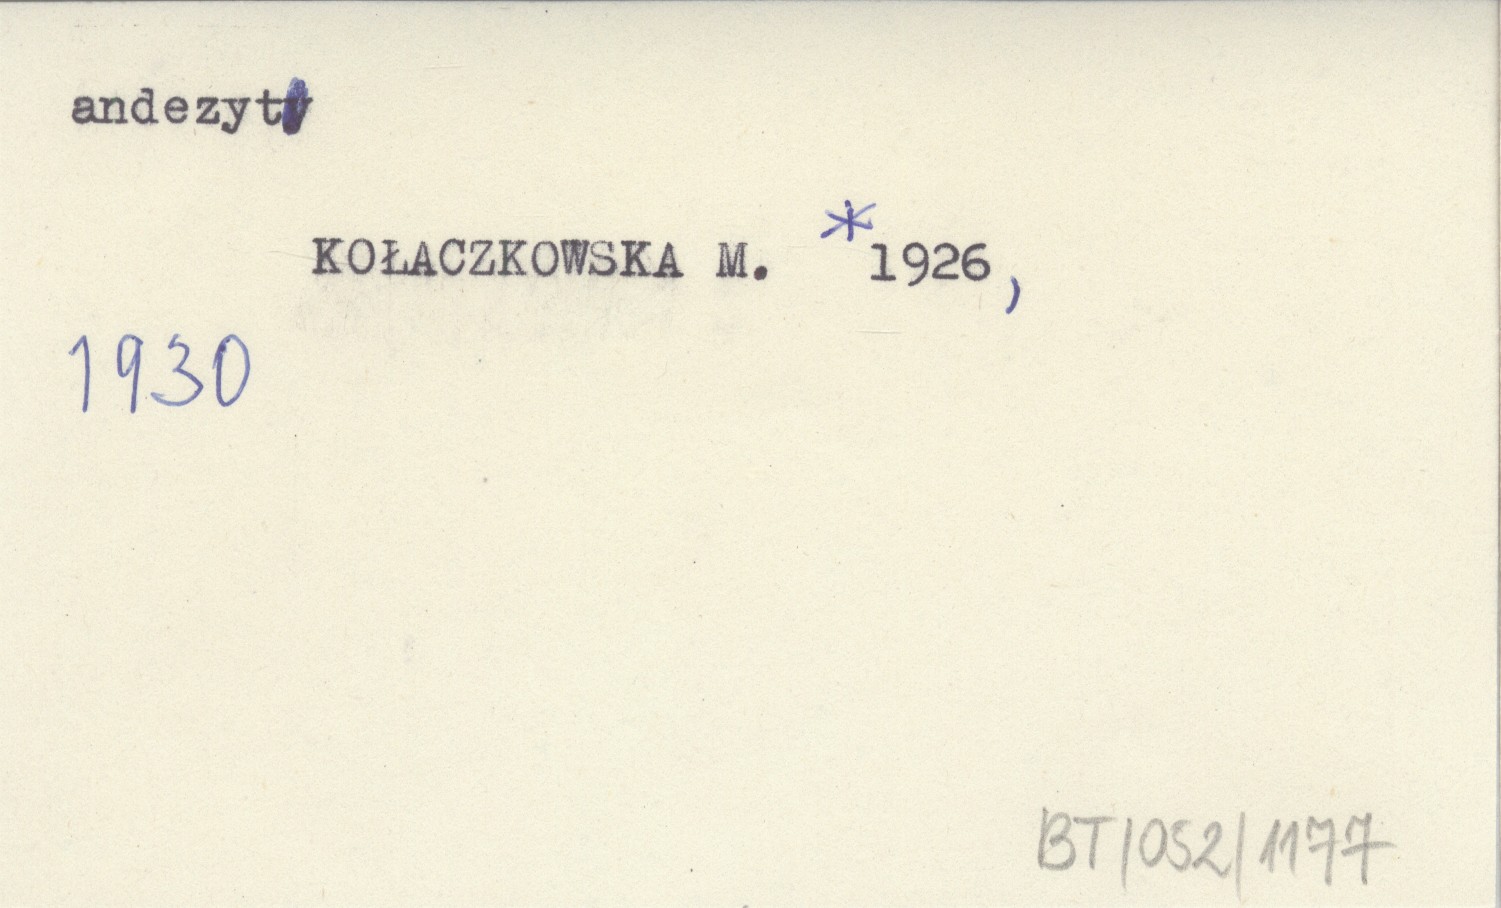 andezyt
KOŁACZKOWSKA M. *1926,
1930
BT/052/1177